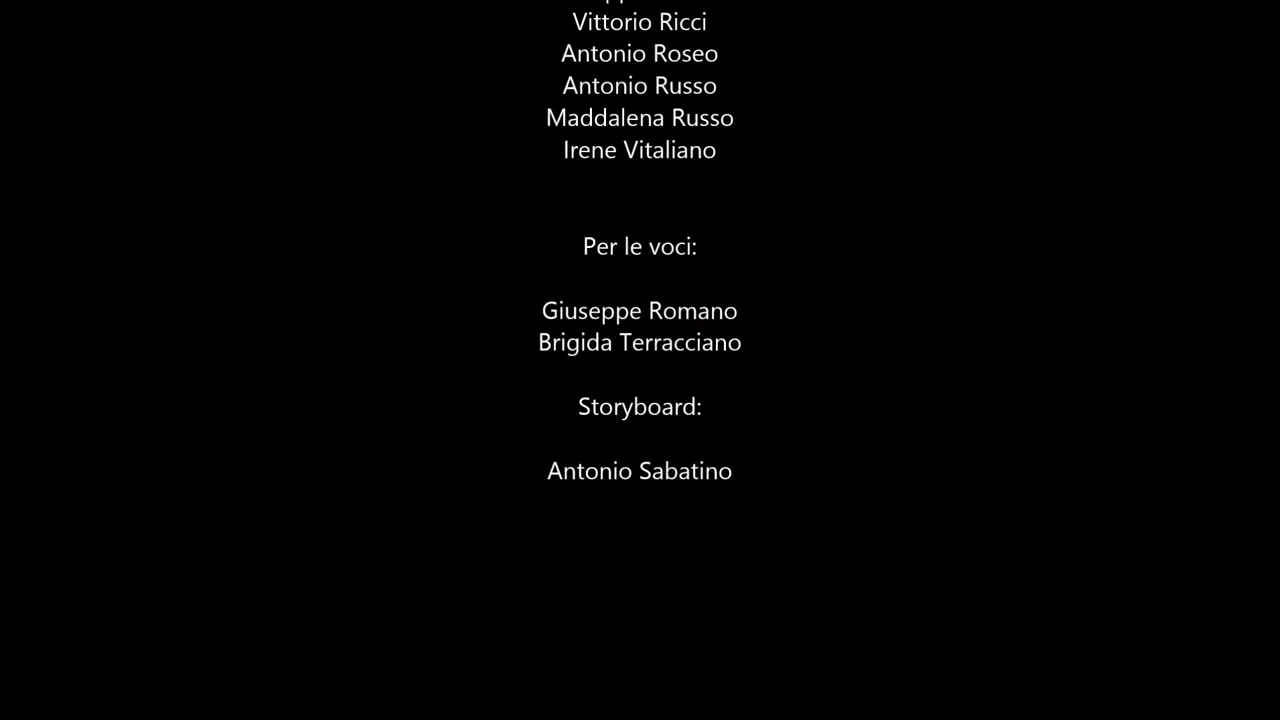 Vittorio Ricci
Antonio Roseo
Antonio Russo
Maddalena Russo
Irene Vitaliano
Per le voci:
Giuseppe Romano
Brigida Terracciano
Storyboard:
Antonio Sabatino